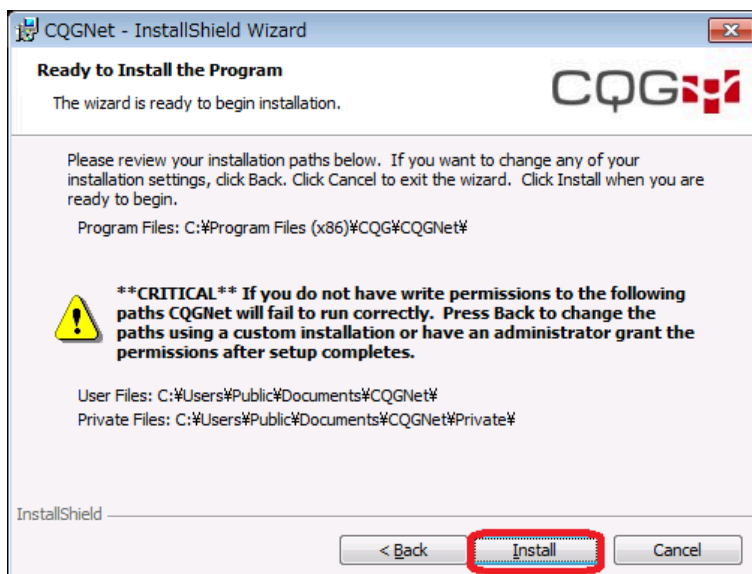 CQGNet - InstallShield Wizard
Ready to Install the Program
The wizard is ready to begin installation.
CQG
Please review your installation paths below. If you want to change any of your
installation settings, click Back. Click Cancel to exit the wizard. Click Install when you are
ready to begin.
Program Files: C:¥Program Files (x86)¥CQG¥CQGNet¥
**CRITICAL** If you do not have write permissions to the following
paths CQGNet will fail to run correctly. Press Back to change the
paths using a custom installation or have an administrator grant the
permissions after setup completes.
User Files: C:¥Users¥Public¥Documents¥CQGNet¥
Private Files: C:¥Users¥Public¥Documents¥CQGNet¥Private¥
InstallShield
< Back Install Cancel